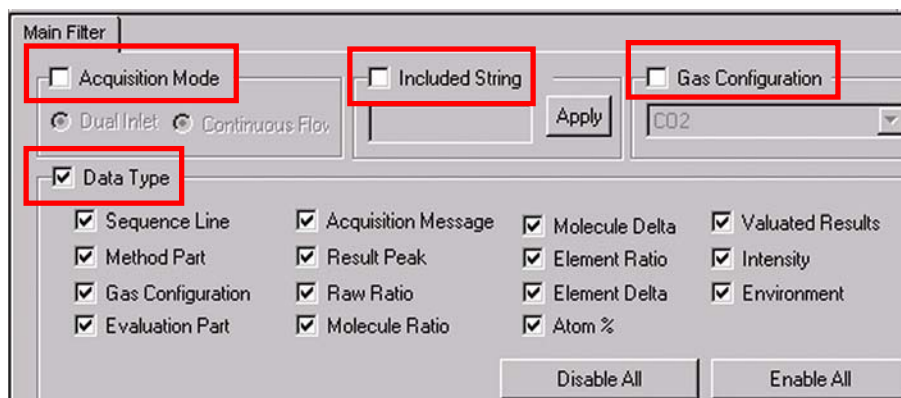 Main Filter
Acquisition Mode Included String Gas Configuration
Dual Inlet Continuous Flov Apply CO2
Data Type
Sequence Line Acquisition Message Molecule Delta Valuated Results
Method Part Result Peak Element Ratio Intensity
Gas Configuration Raw Ratio Element Delta Environment
Evaluation Part Molecule Ratio Atom %
Disable All Enable All